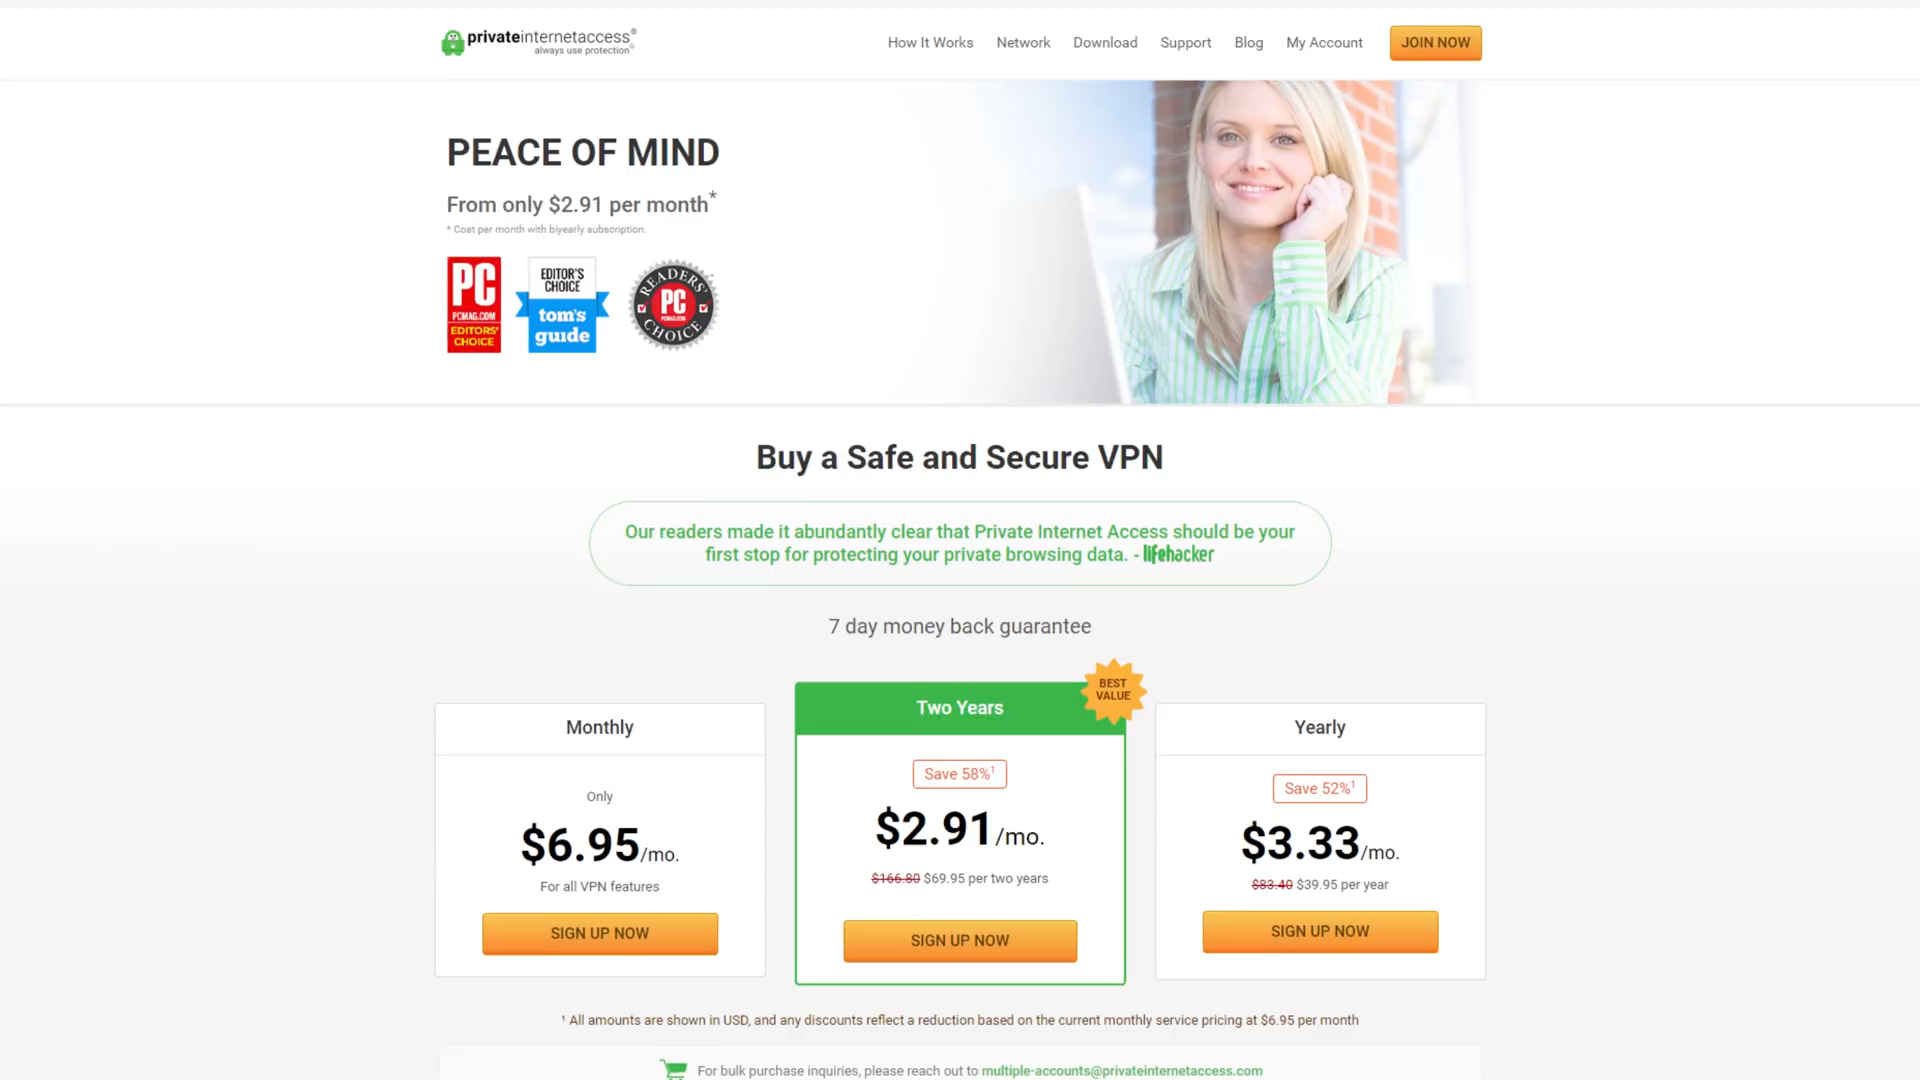 privateinternetaccess®
always use protection®
How It Works Network Download Support Blog My Account JOIN NOW
PEACE OF MIND
From only $2.91 per month*
* Cost per month with biyearly subscription.
PC
PCMAG.COM
EDITORS'
CHOICE
EDITOR'S
CHOICE
tom's
guide
READERS'
PC
PCMAG.COM
CHOICE
Buy a Safe and Secure VPN
Our readers made it abundantly clear that Private Internet Access should be your
first stop for protecting your private browsing data. - lifehacker
7 day money back guarantee
Monthly
Only
$6.95/mo.
For all VPN features
SIGN UP NOW
Two Years
BEST
VALUE
Save 58%¹
$2.91/mo.
$166.80 $69.95 per two years
SIGN UP NOW
Yearly
Save 52%¹
$3.33/mo.
$83.40 $39.95 per year
SIGN UP NOW
¹ All amounts are shown in USD, and any discounts reflect a reduction based on the current monthly service pricing at $6.95 per month
For bulk purchase inquiries, please reach out to multiple-accounts@privateinternetaccess.com